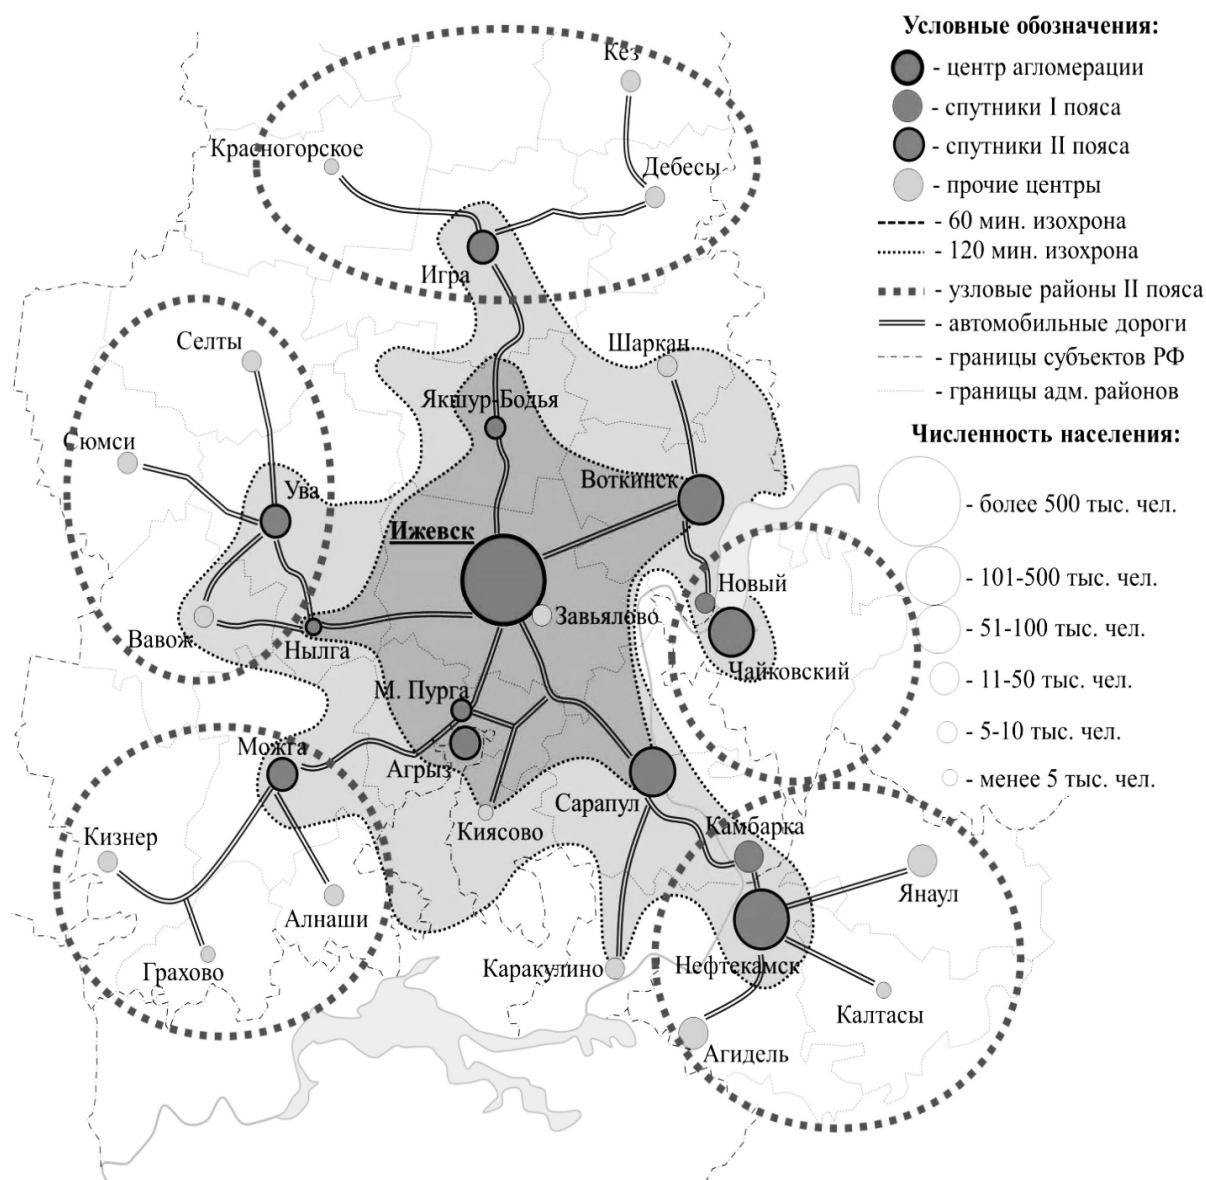 Условные обозначения:
- центр агломерации
- спутники I пояса
- спутники II пояса
- прочие центры
- 60 мин. изохрона
- 120 мин. изохрона
- узловые районы II пояса
- автомобильные дороги
- границы субъектов РФ
- границы адм. районов
Численность населения:
- более 500 тыс. чел.
- 101-500 тыс. чел.
- 51-100 тыс. чел.
- 11-50 тыс. чел.
- 5-10 тыс. чел.
- менее 5 тыс. чел.
Кез
Красногорское
Дебесы
Игра
Селты
Шаркан
Якшур-Бодья
Сюмси
Ува
Воткинск
Ижевск
Новый
Завьялово
Вавож
Нылга
Чайковский
М. Пурга
Можга
Агрыз
Сарапул
Киясово
Камбарка
Кизнер
Янаул
Алнаши
Грахово
Каракулино
Нефтекамск
Калтасы
Агидель